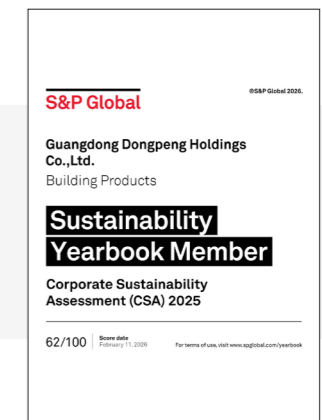 ©S&P Global 2026.
S&P Global
Guangdong Dongpeng Holdings
Co.,Ltd.
Building Products
Sustainability
Yearbook Member
Corporate Sustainability
Assessment (CSA) 2025
62/100
Score date
February 11, 2026
For terms of use, visit www.spglobal.com/yearbook